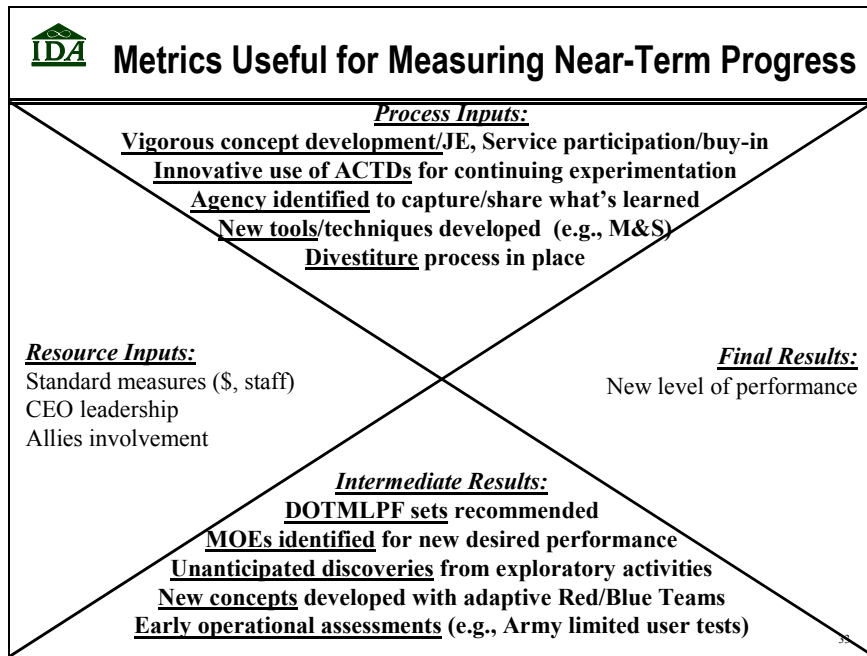 IDA
Metrics Useful for Measuring Near-Term Progress
Process Inputs:
Vigorous concept development/JE, Service participation/buy-in
Innovative use of ACTDs for continuing experimentation
Agency identified to capture/share what's learned
New tools/techniques developed (e.g., M&S)
Divestiture process in place
Resource Inputs:
Standard measures ($, staff)
CEO leadership
Allies involvement
Final Results:
New level of performance
Intermediate Results:
DOTMLPF sets recommended
MOEs identified for new desired performance
Unanticipated discoveries from exploratory activities
New concepts developed with adaptive Red/Blue Teams
Early operational assessments (e.g., Army limited user tests)